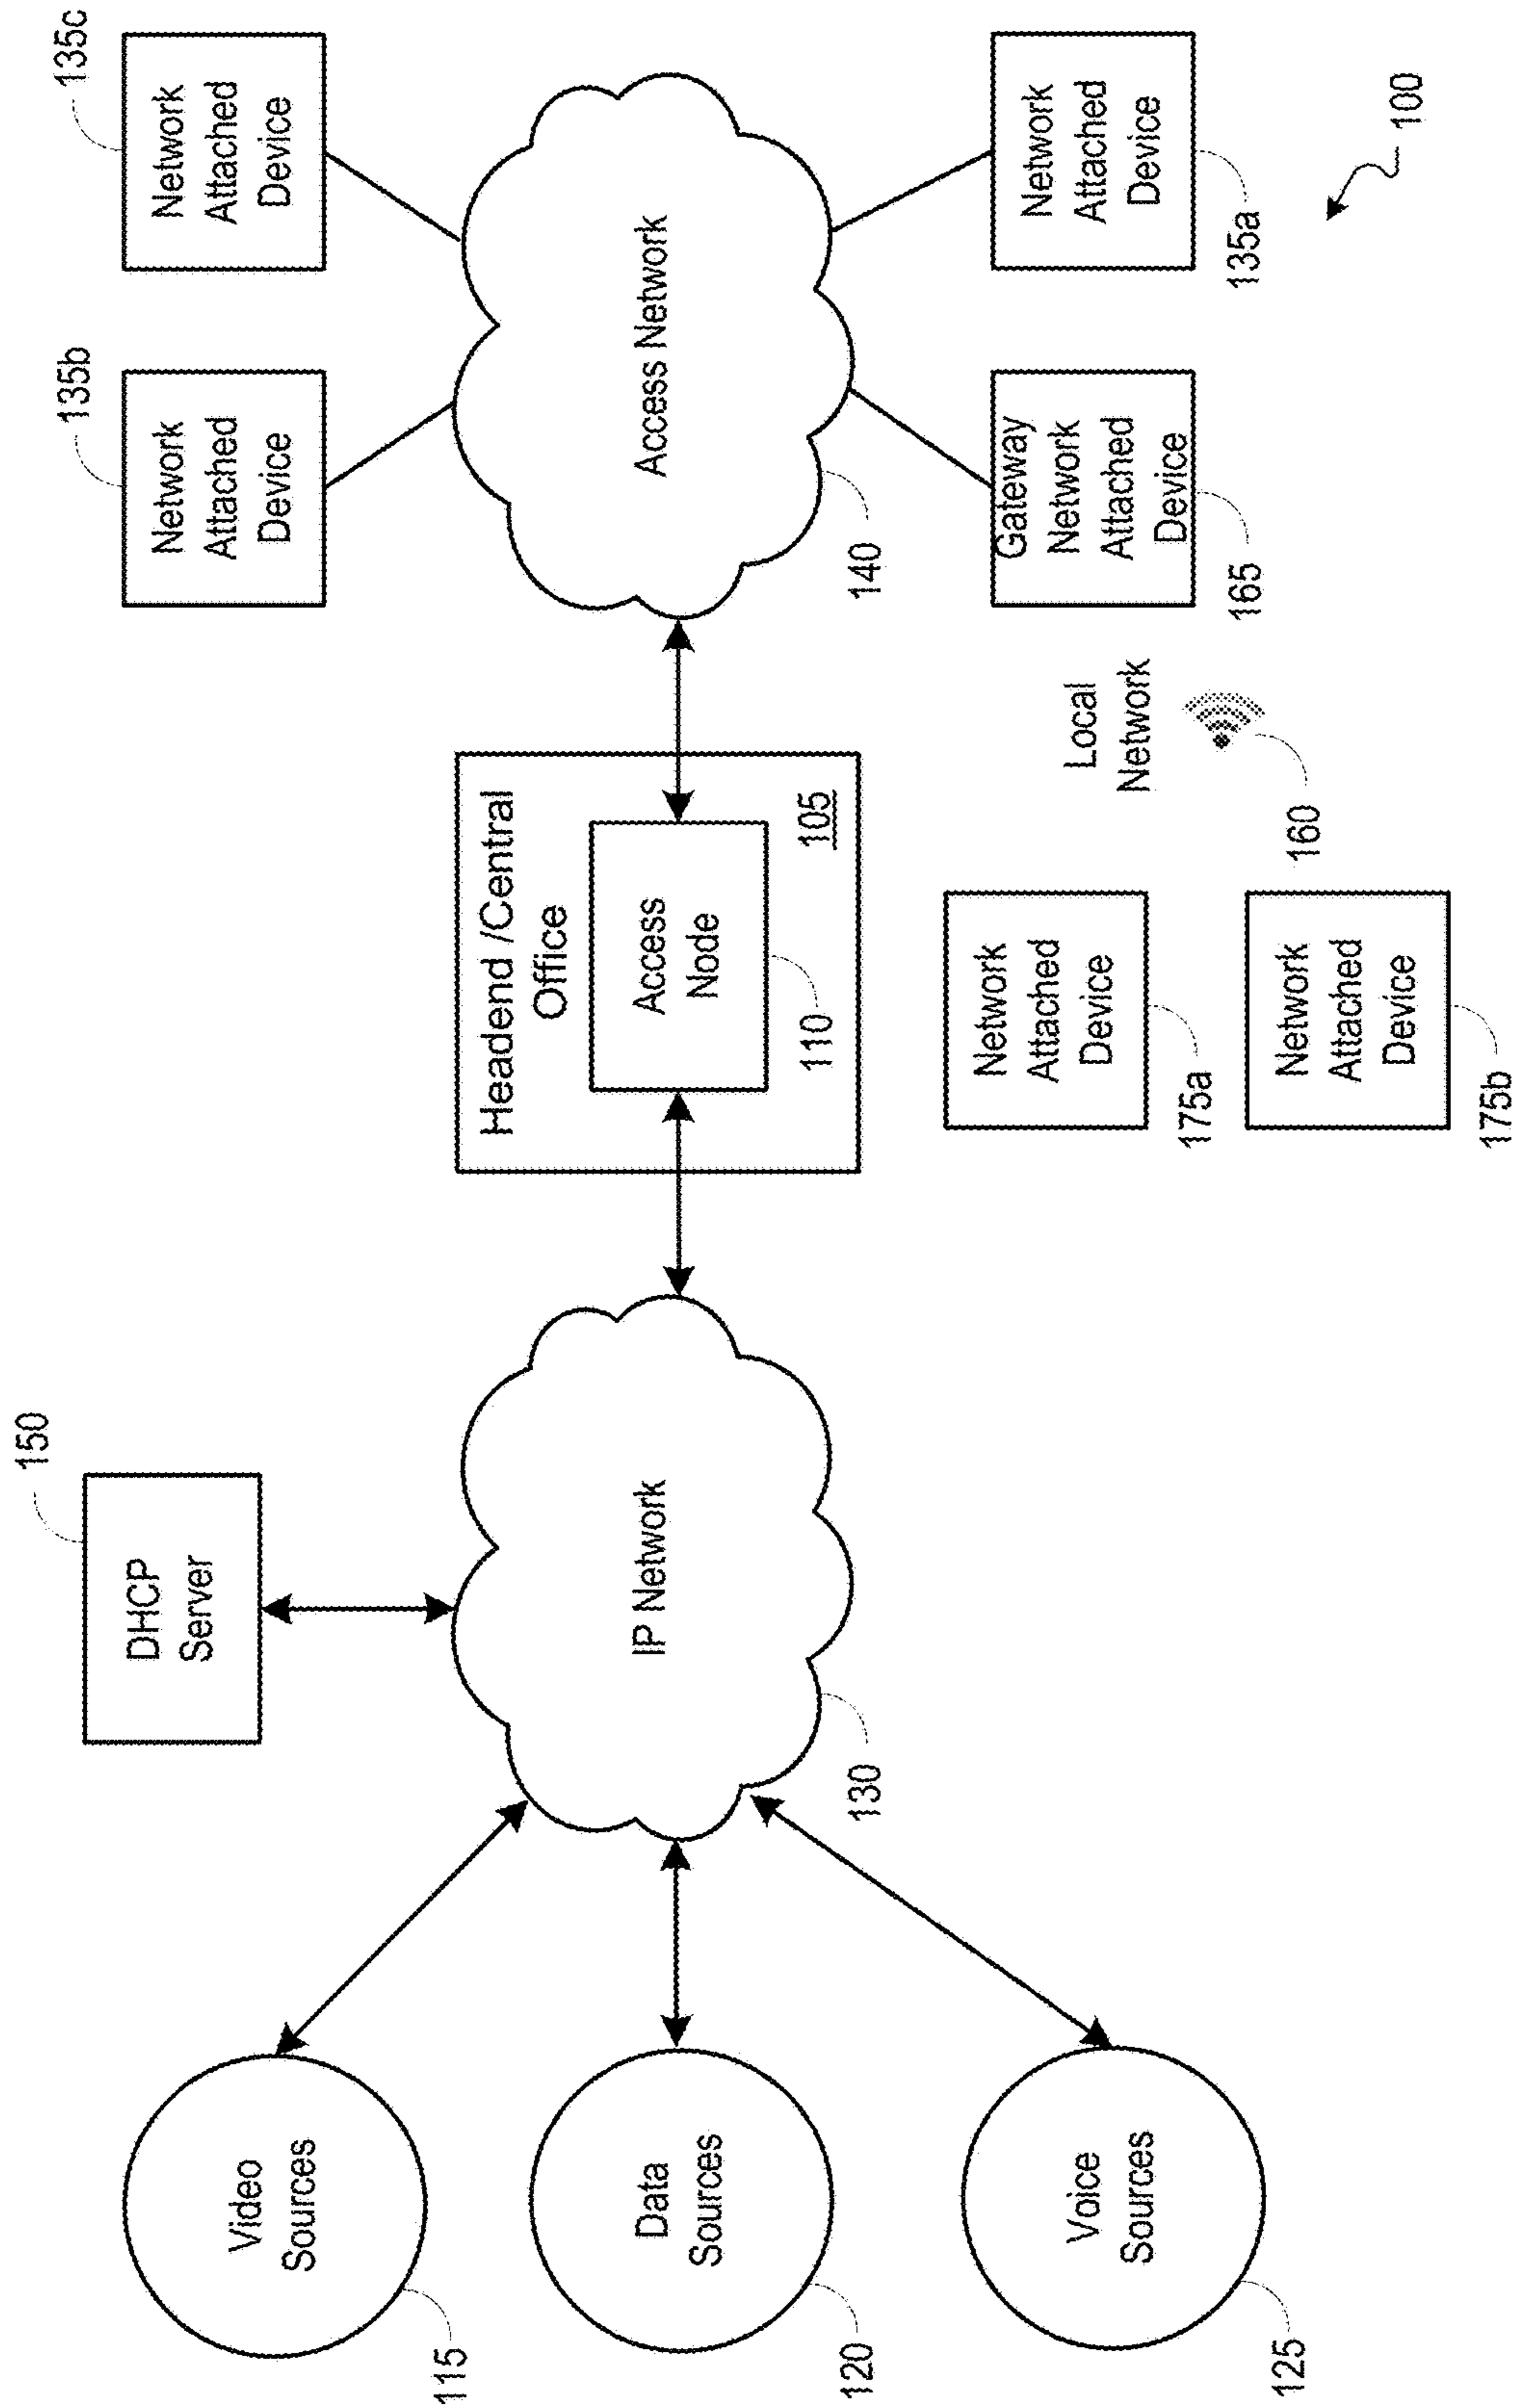 150
DHCP
Server
135b
Network
Attached
Device
135c
Network
Attached
Device
Video
Sources
115
Data
Sources
120
Voice
Sources
125
IP Network
130
Headend /Central
Office
Access
Node
110
105
Access Network
140
Network
Attached
Device
175a
Network
Attached
Device
175b
Local
Network
160
Gateway
Network
Attached
Device
165
Network
Attached
Device
135a
100